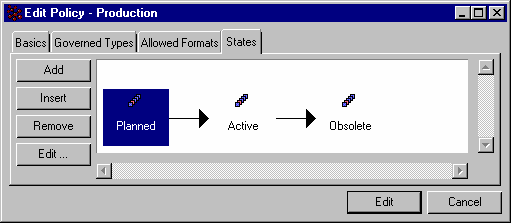 Edit Policy - Production
Basics Governed Types Allowed Formats States
Add
Insert
Remove
Edit ...
Planned Active Obsolete
Edit Cancel